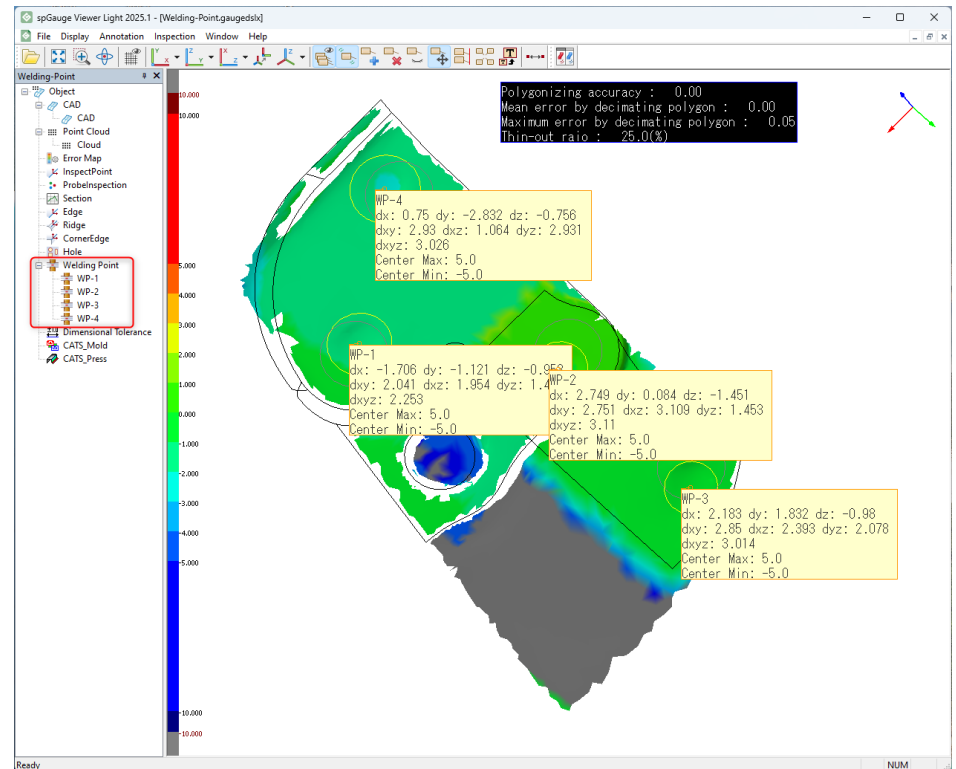 spGauge Viewer Light 2025.1 - [Welding-Point.gaugedslx]
File Display Annotation Inspection Window Help
Welding-Point
Object
CAD
CAD
Point Cloud
Cloud
Error Map
InspectPoint
ProbeInspection
Section
Edge
Ridge
CornerEdge
Hole
Welding Point
WP-1
WP-2
WP-3
WP-4
Dimensional Tolerance
CATS_Mold
CATS_Press
10.000
10.000
5.000
4.000
3.000
2.000
1.000
0.000
-1.000
-2.000
-3.000
-4.000
-5.000
-10.000
-10.000
Polygonizing accuracy : 0.00
Mean error by decimating polygon : 0.00
Maximum error by decimating polygon : 0.05
Thin-out raio : 25.0(%)
WP-4
dx: 0.75 dy: -2.832 dz: -0.756
dxy: 2.93 dxz: 1.064 dyz: 2.931
dxyz: 3.026
Center Max: 5.0
Center Min: -5.0
WP-1
dx: -1.706 dy: -1.121 dz:
dxy: 2.041 dxz: 1.954 dyz:
dxyz: 2.253
Center Max: 5.0
Center Min: -5.0
WP-2
dx: 2.749 dy: 0.084 dz: -1.451
dxy: 2.751 dxz: 3.109 dyz: 1.453
dxyz: 3.11
Center Max: 5.0
Center Min: -5.0
WP-3
dx: 2.183 dy: 1.832 dz: -0.98
dxy: 2.85 dxz: 2.393 dyz: 2.078
dxyz: 3.014
Center Max: 5.0
Center Min: -5.0
Y X
Z Y
X Z
Z
Z
T
Ready
NUM